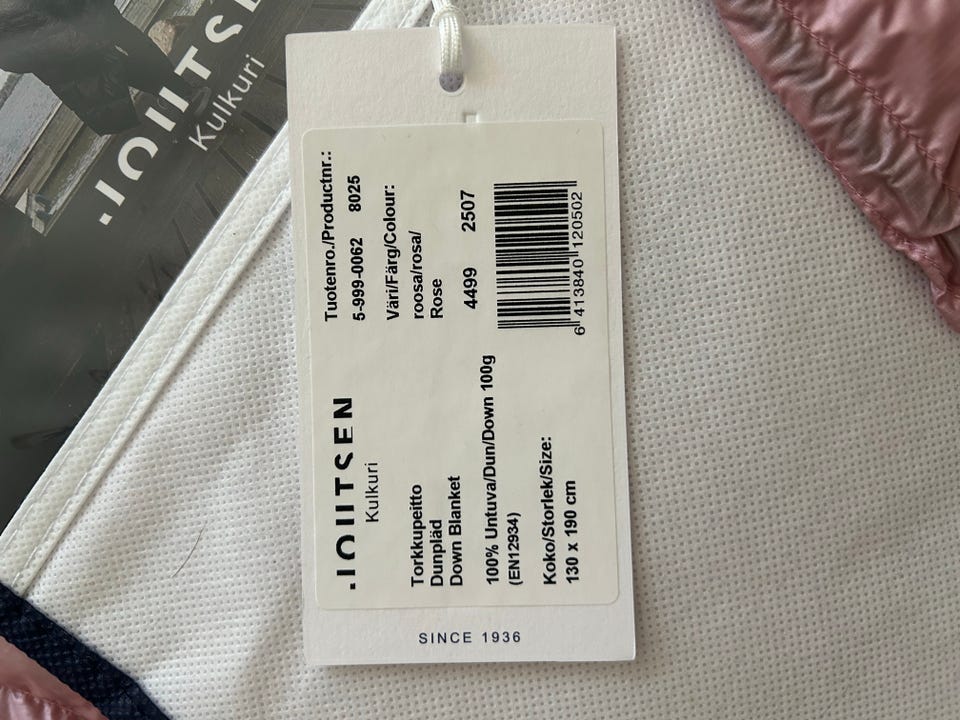 JOUTSEN
Kulkuri
JOUTSEN
Kulkuri
Torkkupeitto
Dunpläd
Down Blanket
100% Untuva/Dun/Down 100g
(EN12934)
Koko/Storlek/Size:
130 x 190 cm
Tuotenro./Productnr.:
5-999-0062 8025
Väri/Färg/Colour:
roosa/rosa/
Rose
4499 2507
6 413840 120502
SINCE 1936